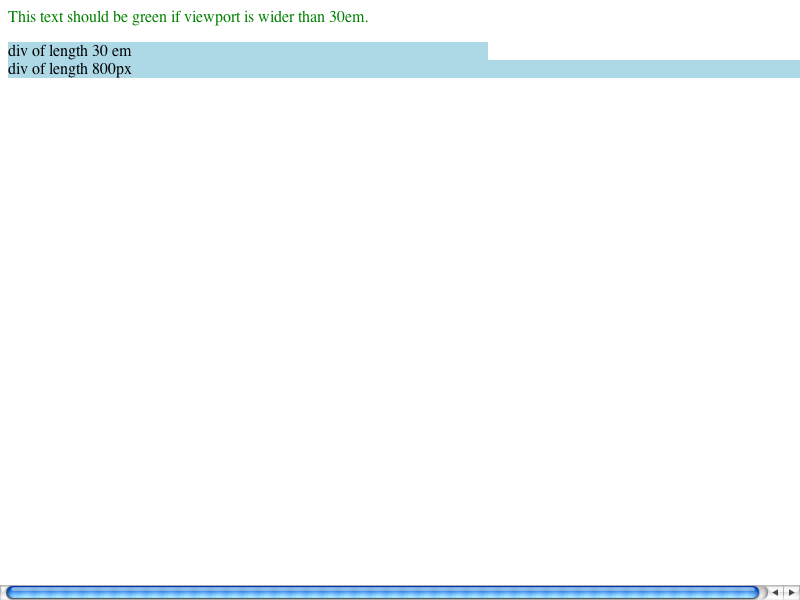 This text should be green if viewport is wider than 30em.
div of length 30 em
div of length 800px